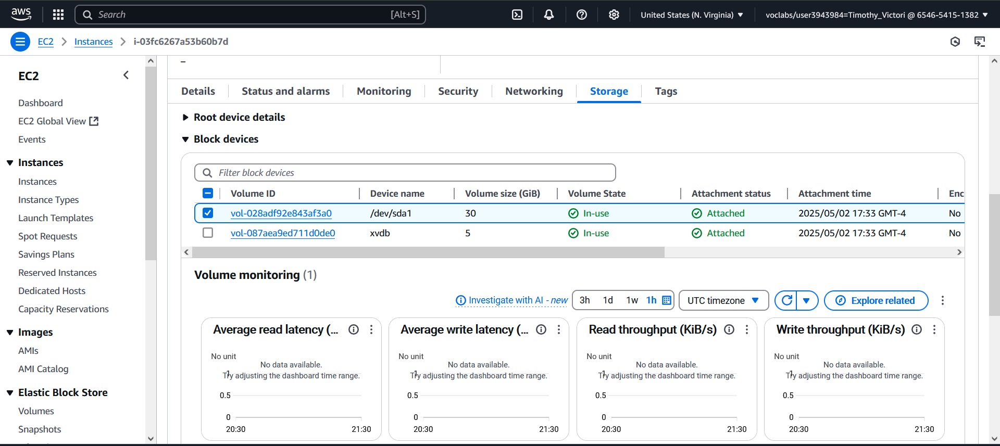 aws
Search [Alt+S]
United States (N. Virginia)
voclabs/user3943984=Timothy_Victori @ 6546-5415-1382
EC2
Instances
i-03fc6267a53b60b7d
EC2
Dashboard
EC2 Global View
Events
Instances
Instances
Instance Types
Launch Templates
Spot Requests
Savings Plans
Reserved Instances
Dedicated Hosts
Capacity Reservations
Images
AMIs
AMI Catalog
Elastic Block Store
Volumes
Snapshots
–
Details
Status and alarms
Monitoring
Security
Networking
Storage
Tags
Root device details
Block devices
Filter block devices
Volume ID Device name Volume size (GiB) Volume State Attachment status Attachment time Enc
vol-028adf92e843af3a0 /dev/sda1 30 In-use Attached 2025/05/02 17:33 GMT-4 No
vol-087aea9ed711d0de0 xvdb 5 In-use Attached 2025/05/02 17:33 GMT-4 No
Volume monitoring (1)
Investigate with AI - new
3h 1d 1w 1h
UTC timezone
Explore related
Average read latency (...
No unit
No data available.
Try adjusting the dashboard time range.
1
0.5
0
20:30 21:30
Average write latency (...
No unit
No data available.
Try adjusting the dashboard time range.
1
0.5
0
20:30 21:30
Read throughput (KiB/s)
No unit
No data available.
Try adjusting the dashboard time range.
1
0.5
0
20:30 21:30
Write throughput (KiB/s)
No unit
No data available.
Try adjusting the dashboard time range.
1
0.5
0
20:30 21:30